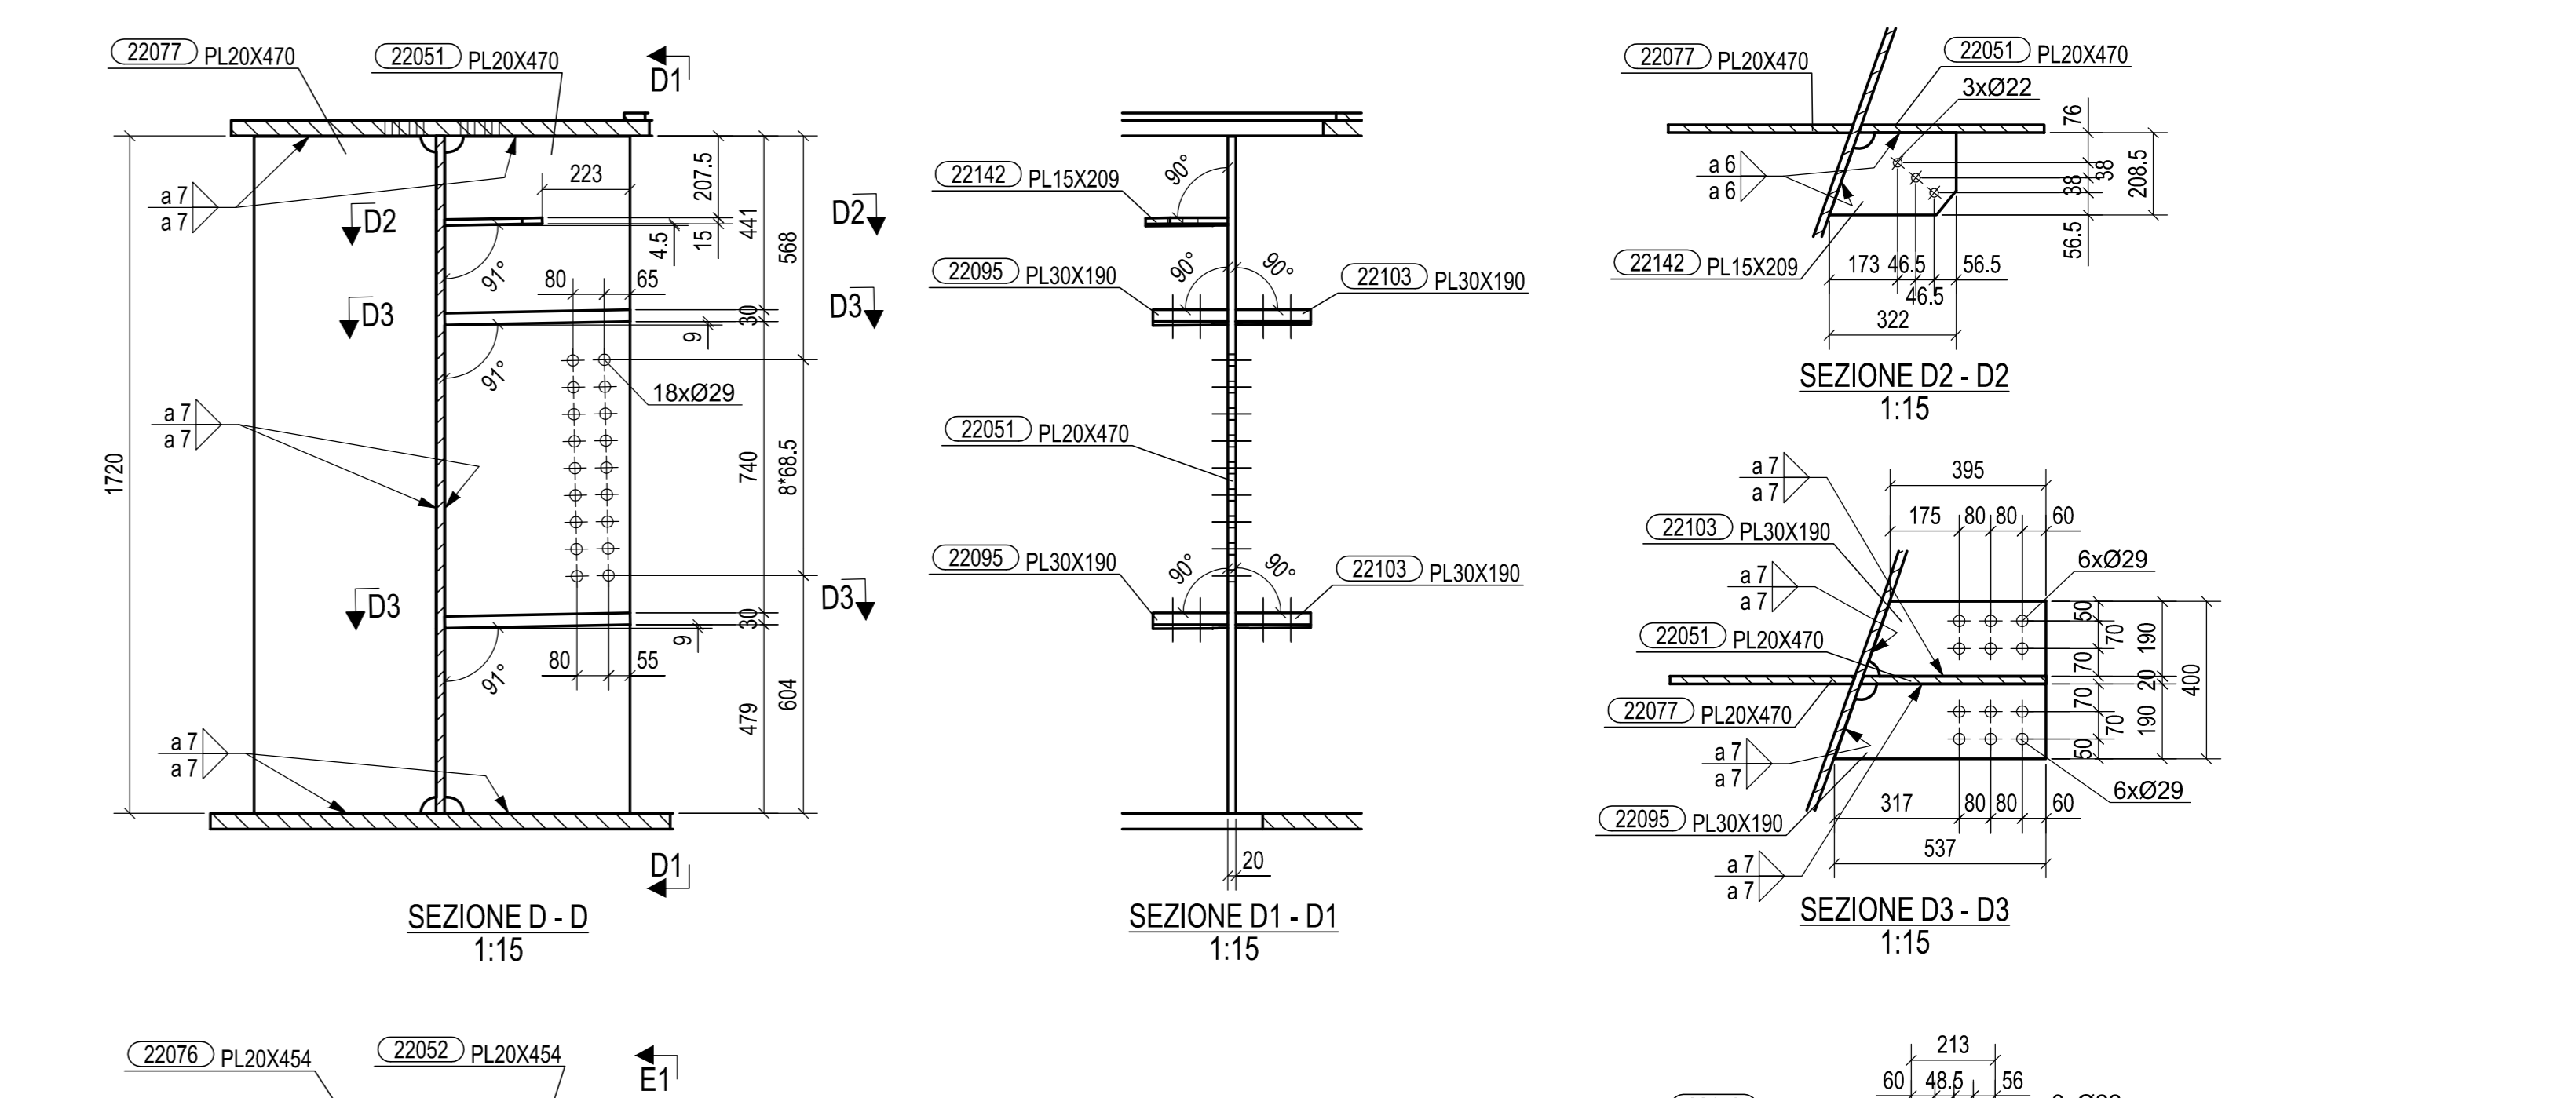 22077 PL20X470
22051 PL20X470
D1
a 7
a 7
223
207.5
441
568
D2
D2
4.5
15
91°
80
65
D3
D3
30
9
91°
18xØ29
a 7
a 7
1720
740
8*68.5
D3
D3
30
9
91°
80
55
479
604
a 7
a 7
D1
SEZIONE D - D
1:15
22142 PL15X209
90°
22095 PL30X190
90°
90°
22103 PL30X190
22051 PL20X470
22095 PL30X190
90°
90°
22103 PL30X190
20
SEZIONE D1 - D1
1:15
22077 PL20X470
22051 PL20X470
3xØ22
76
a 6
a 6
38
38
208.5
56.5
22142 PL15X209
173 46.5 56.5
46.5
322
SEZIONE D2 - D2
1:15
a 7
a 7
395
175 80 80 60
22103 PL30X190
6xØ29
a 7
a 7
22051 PL20X470
50
70
70
190
20
400
70
70
50
190
22077 PL20X470
a 7
a 7
6xØ29
317 80 80 60
22095 PL30X190
537
a 7
a 7
SEZIONE D3 - D3
1:15
22076 PL20X454
22052 PL20X454
E1
213
60 48.5 56